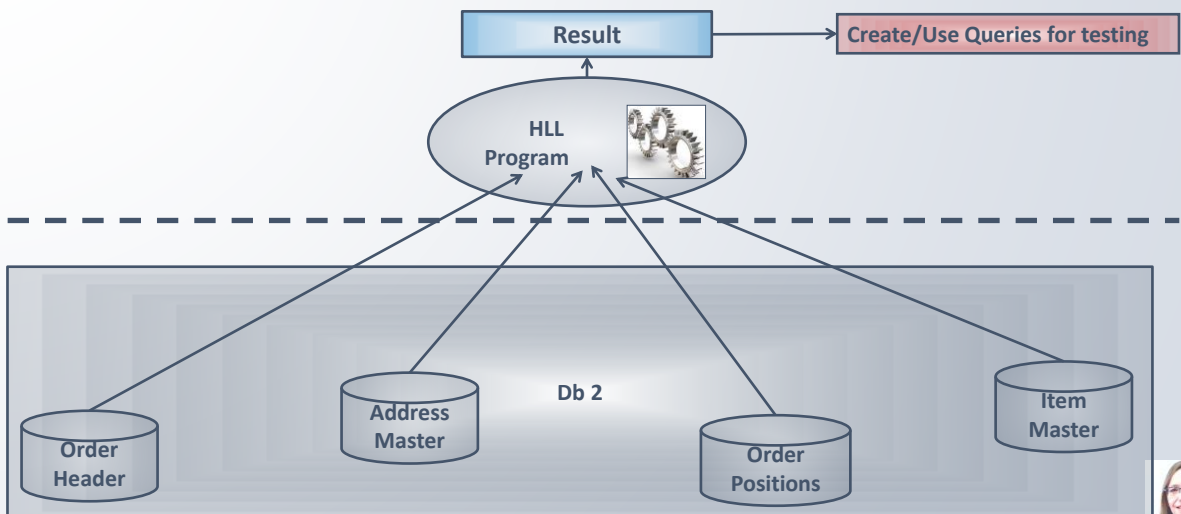 Result
Create/Use Queries for testing
HLL
Program
Db 2
Address
Master
Item
Master
Order
Header
Order
Positions